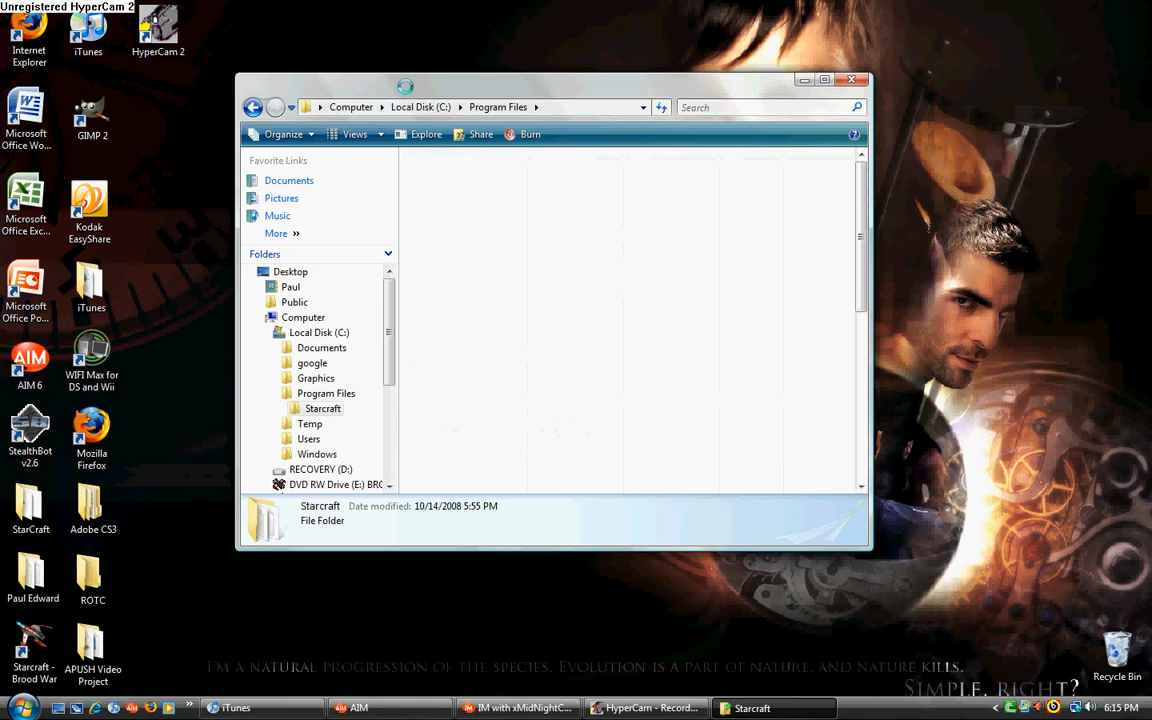 Unregistered HyperCam 2
Internet
Explorer
iTunes
HyperCam 2
Microsoft
Office Wo...
GIMP 2
Microsoft
Office Exc...
Kodak
EasyShare
Microsoft
Office Po...
iTunes
AIM
AIM 6
WIFI Max for
DS and Wii
StealthBot
v2.6
Mozilla
Firefox
StarCraft
Adobe CS3
Paul Edward
ROTC
Starcraft -
Brood War
APUSH Video
Project
Computer
Local Disk (C:)
Program Files
Search
Organize
Views
Explore
Share
Burn
Favorite Links
Documents
Pictures
Music
More »
Folders
Desktop
Paul
Public
Computer
Local Disk (C:)
Documents
google
Graphics
Program Files
Starcraft
Temp
Users
Windows
RECOVERY (D:)
DVD RW Drive (E:) BRO
Starcraft Date modified: 10/14/2008 5:55 PM
File Folder
I'm a natural progression of the species. Evolution is a part of nature, and nature kills.
Simple, right?
Recycle Bin
iTunes
AIM
IM with xMidNightC...
HyperCam - Record...
Starcraft
6:15 PM